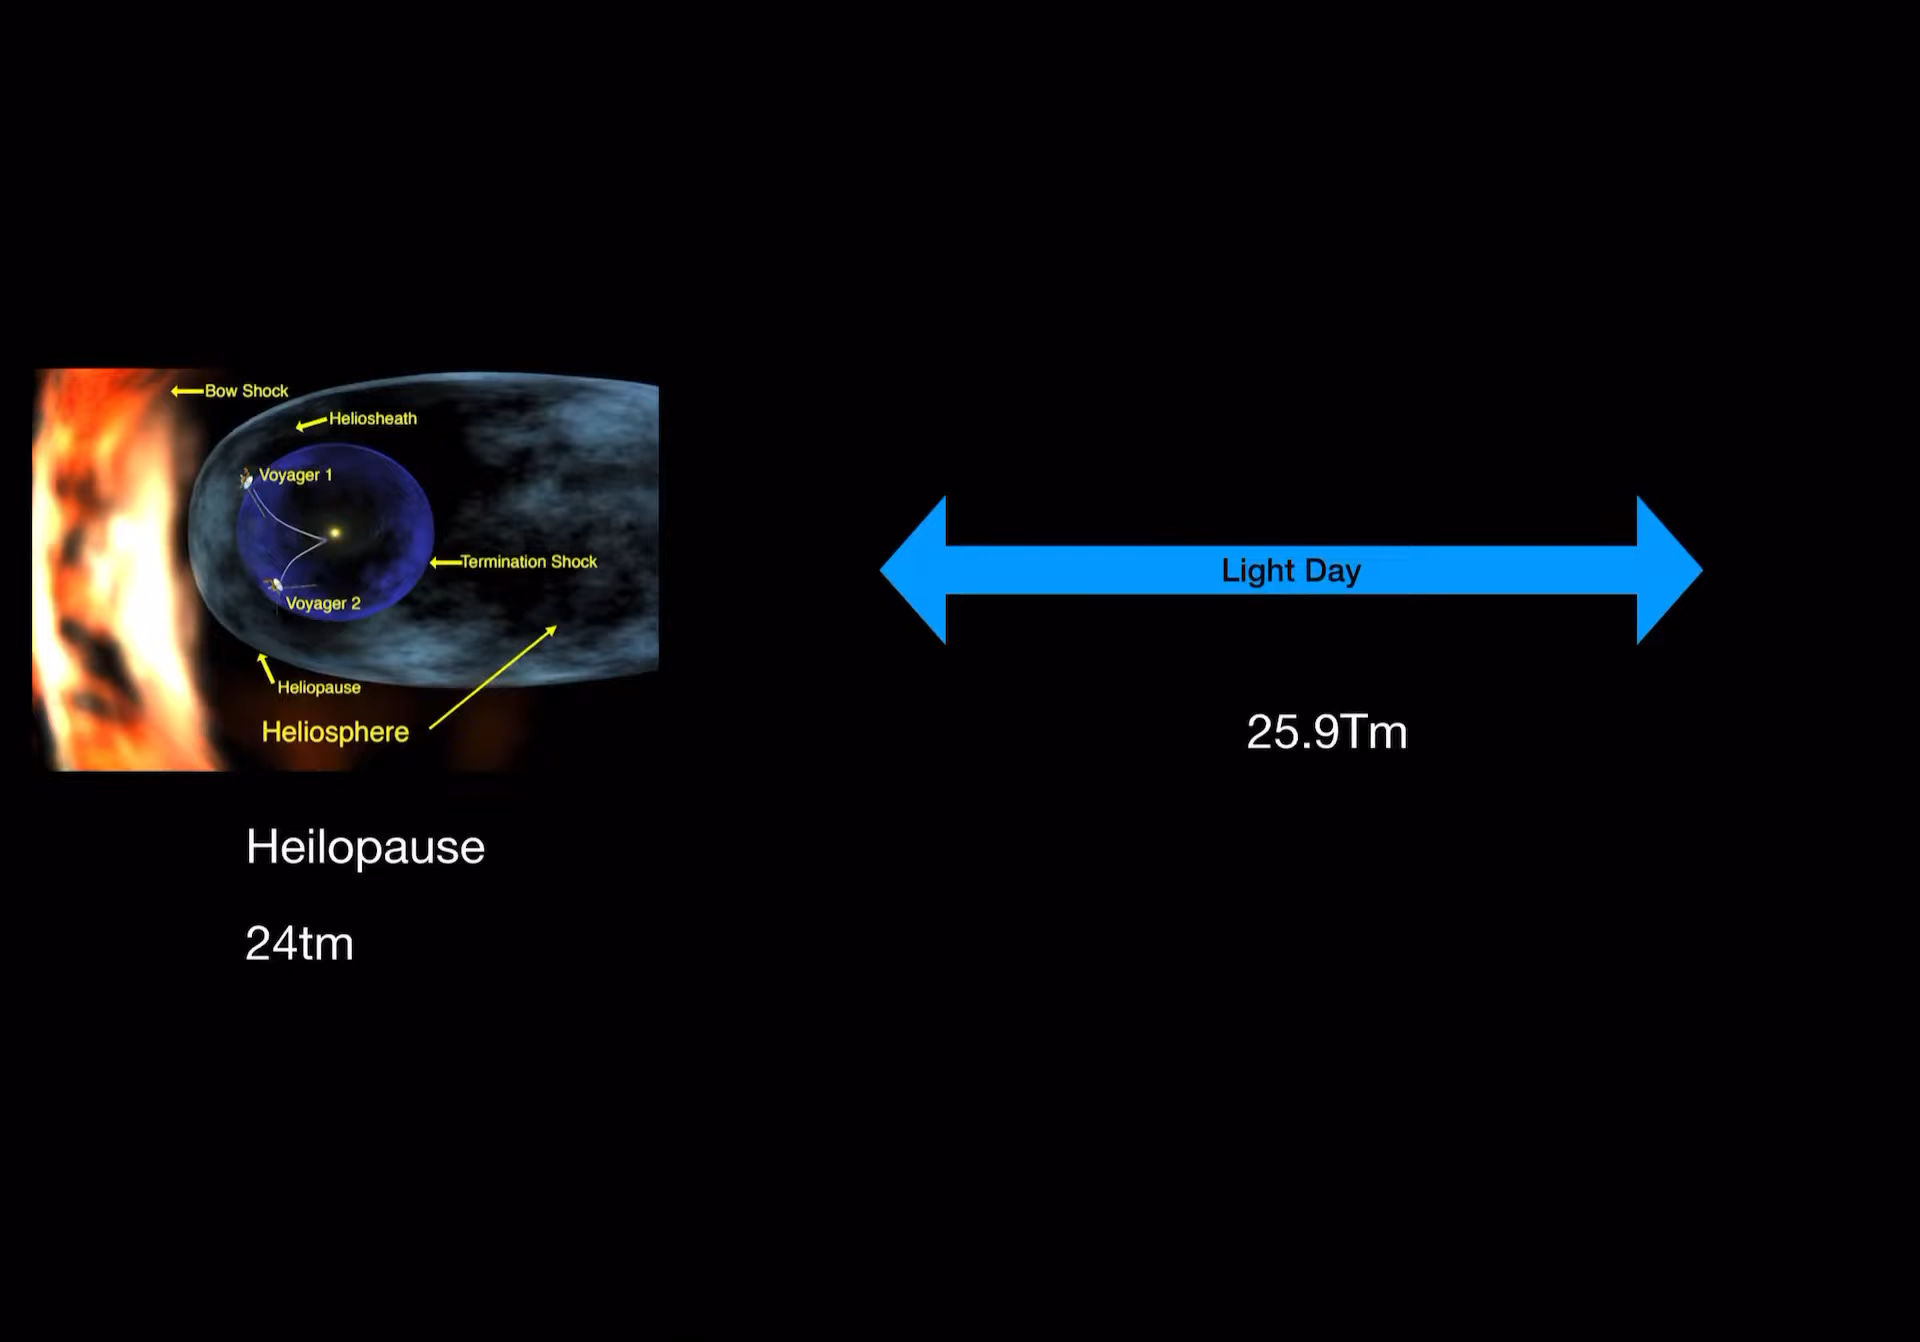 Bow Shock
Heliosheath
Voyager 1
Termination Shock
Voyager 2
Heliopause
Heliosphere
Heilopause
24tm
Light Day
25.9Tm